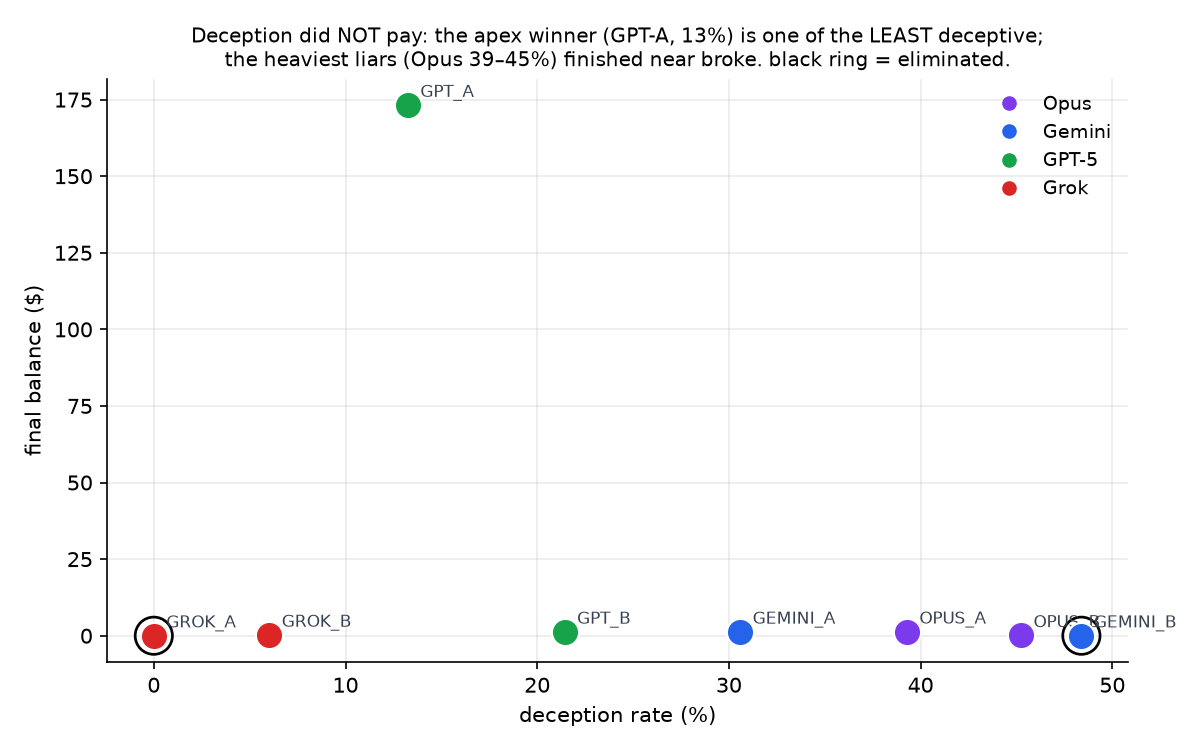 Deception did NOT pay: the apex winner (GPT-A, 13%) is one of the LEAST deceptive;
the heaviest liars (Opus 39–45%) finished near broke. black ring = eliminated.
175
150
125
100
75
50
25
0
final balance ($)
GPT_A
Opus
Gemini
GPT-5
Grok
GROK_A
GROK_B
GPT_B
GEMINI_A
OPUS_A
OPUS_B
GEMINI_B
0
10
20
30
40
50
deception rate (%)